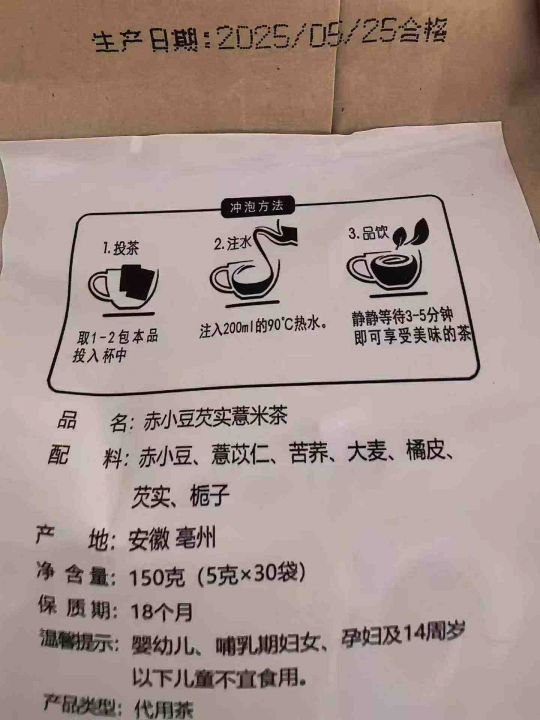 生产日期:2025/05/25合格
冲泡方法
1.投茶
取1-2包本品
投入杯中
2.注水
注入200ml的90℃热水。
3.品饮
静静等待3-5分钟
即可享受美味的茶
品 名：赤小豆芡实薏米茶
配 料：赤小豆、薏苡仁、苦荞、大麦、橘皮、
芡实、栀子
产 地：安徽 亳州
净 含 量：150克（5克×30袋）
保 质 期：18个月
温馨提示：婴幼儿、哺乳期妇女、孕妇及14周岁
以下儿童不宜食用。
产品类型：代用茶